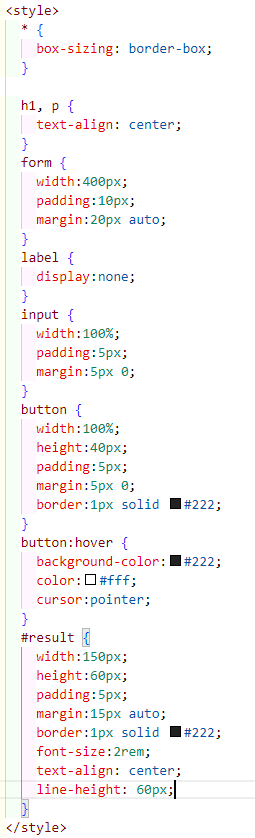 <style>
* {
box-sizing: border-box;
}
h1, p {
text-align: center;
}
form {
width:400px;
padding:10px;
margin:20px auto;
}
label {
display:none;
}
input {
width:100%;
padding:5px;
margin:5px 0;
}
button {
width:100%;
height:40px;
padding:5px;
margin:5px 0;
border:1px solid #222;
}
button:hover {
background-color:#222;
color:#fff;
cursor:pointer;
}
#result {
width:150px;
height:60px;
padding:5px;
margin:15px auto;
border:1px solid #222;
font-size:2rem;
text-align: center;
line-height: 60px;
}
</style>